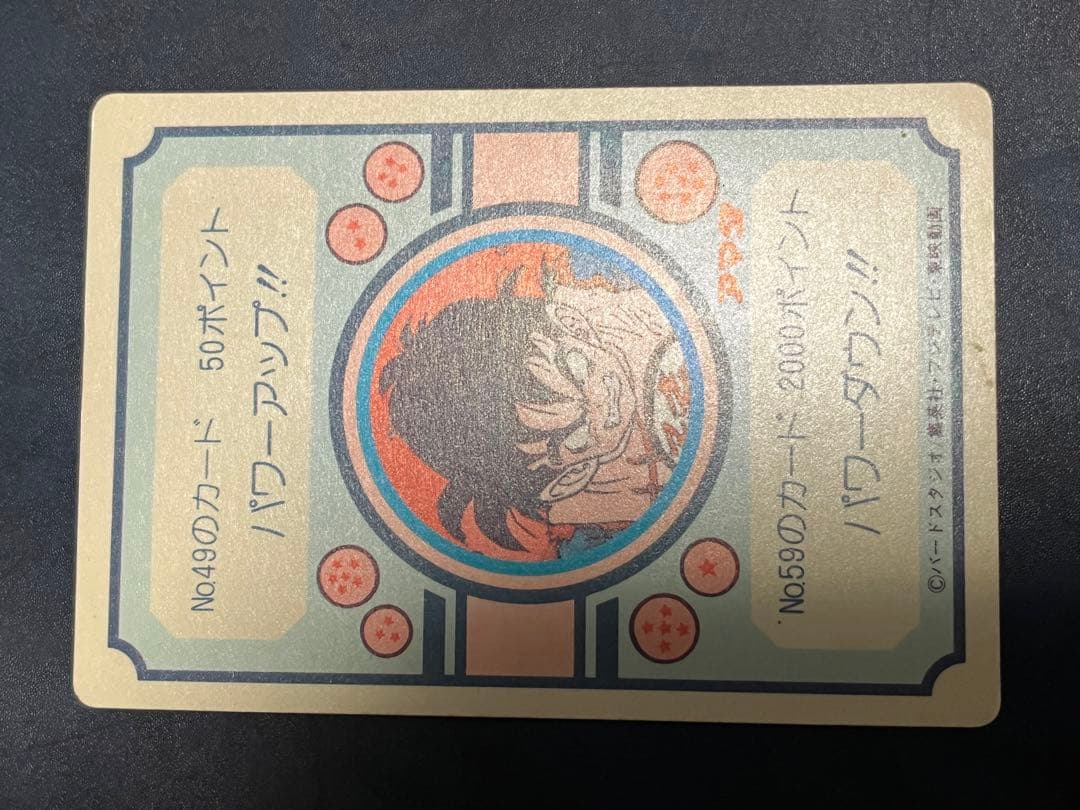 No.49のカード 50ポイント
パワーアップ!!
アマダ
No.59のカード 2000ポイント
パワーダウン!!
©バードスタジオ・集英社・フジテレビ・東映動画